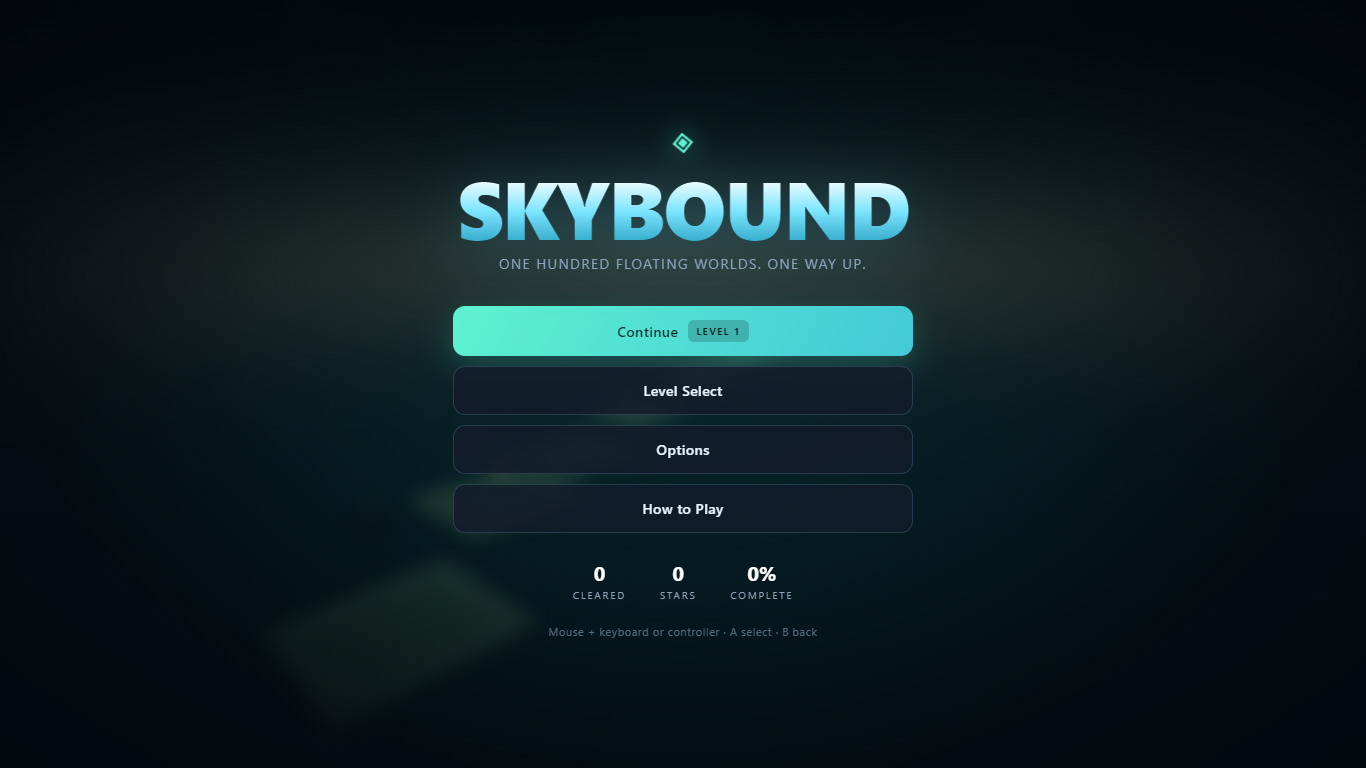 SKYBOUND
ONE HUNDRED FLOATING WORLDS. ONE WAY UP.
Continue LEVEL 1
Level Select
Options
How to Play
0 0 0%
CLEARED STARS COMPLETE
Mouse + keyboard or controller · A select · B back